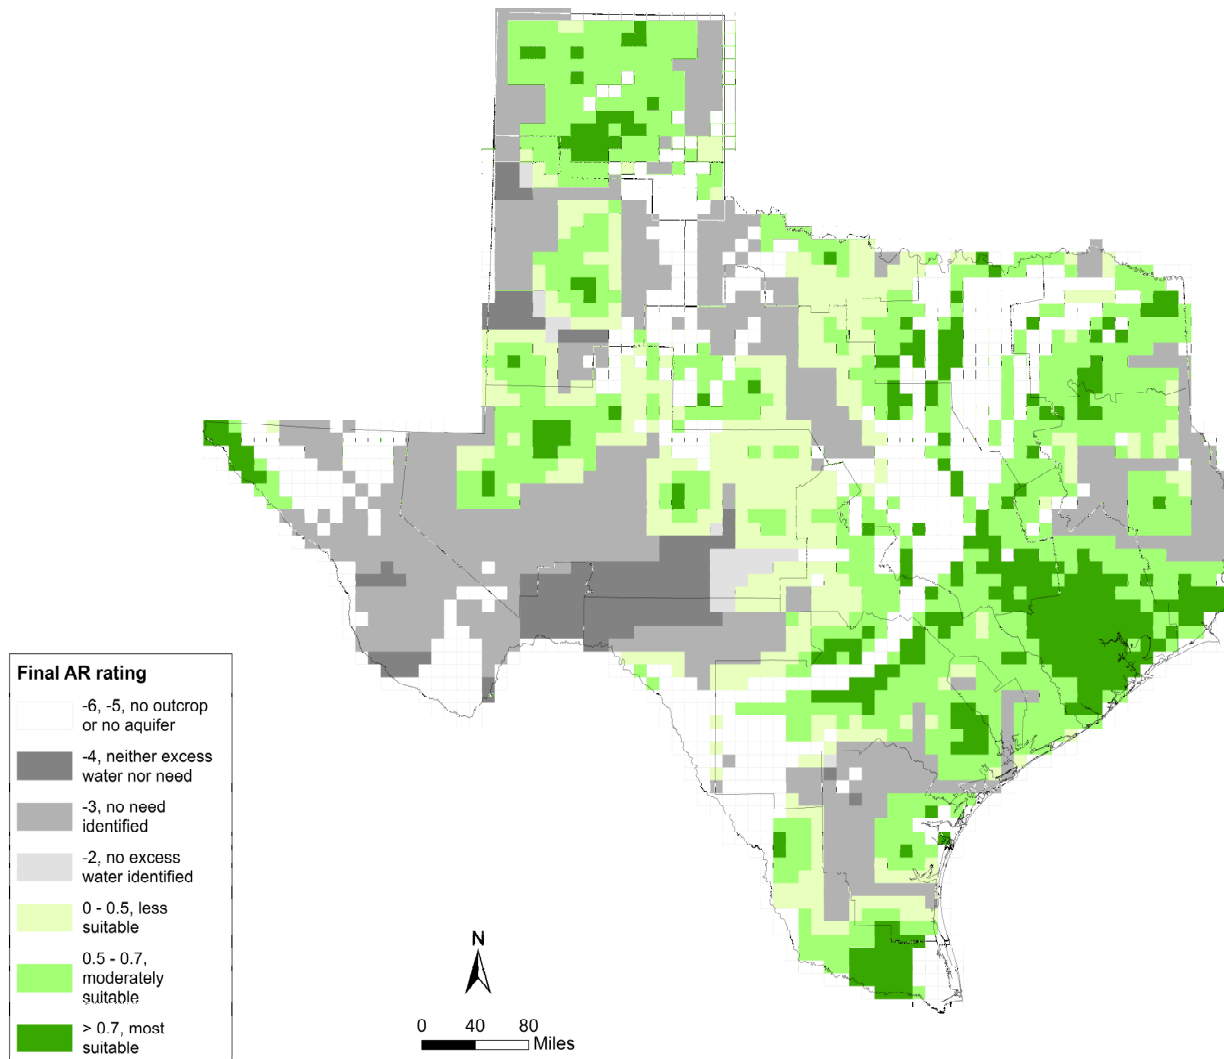 Final AR rating
-6, -5, no outcrop
or no aquifer
-4, neither excess
water nor need
-3, no need
identified
-2, no excess
water identified
0 - 0.5, less
suitable
0.5 - 0.7,
moderately
suitable
> 0.7, most
suitable
N
0 40 80
Miles